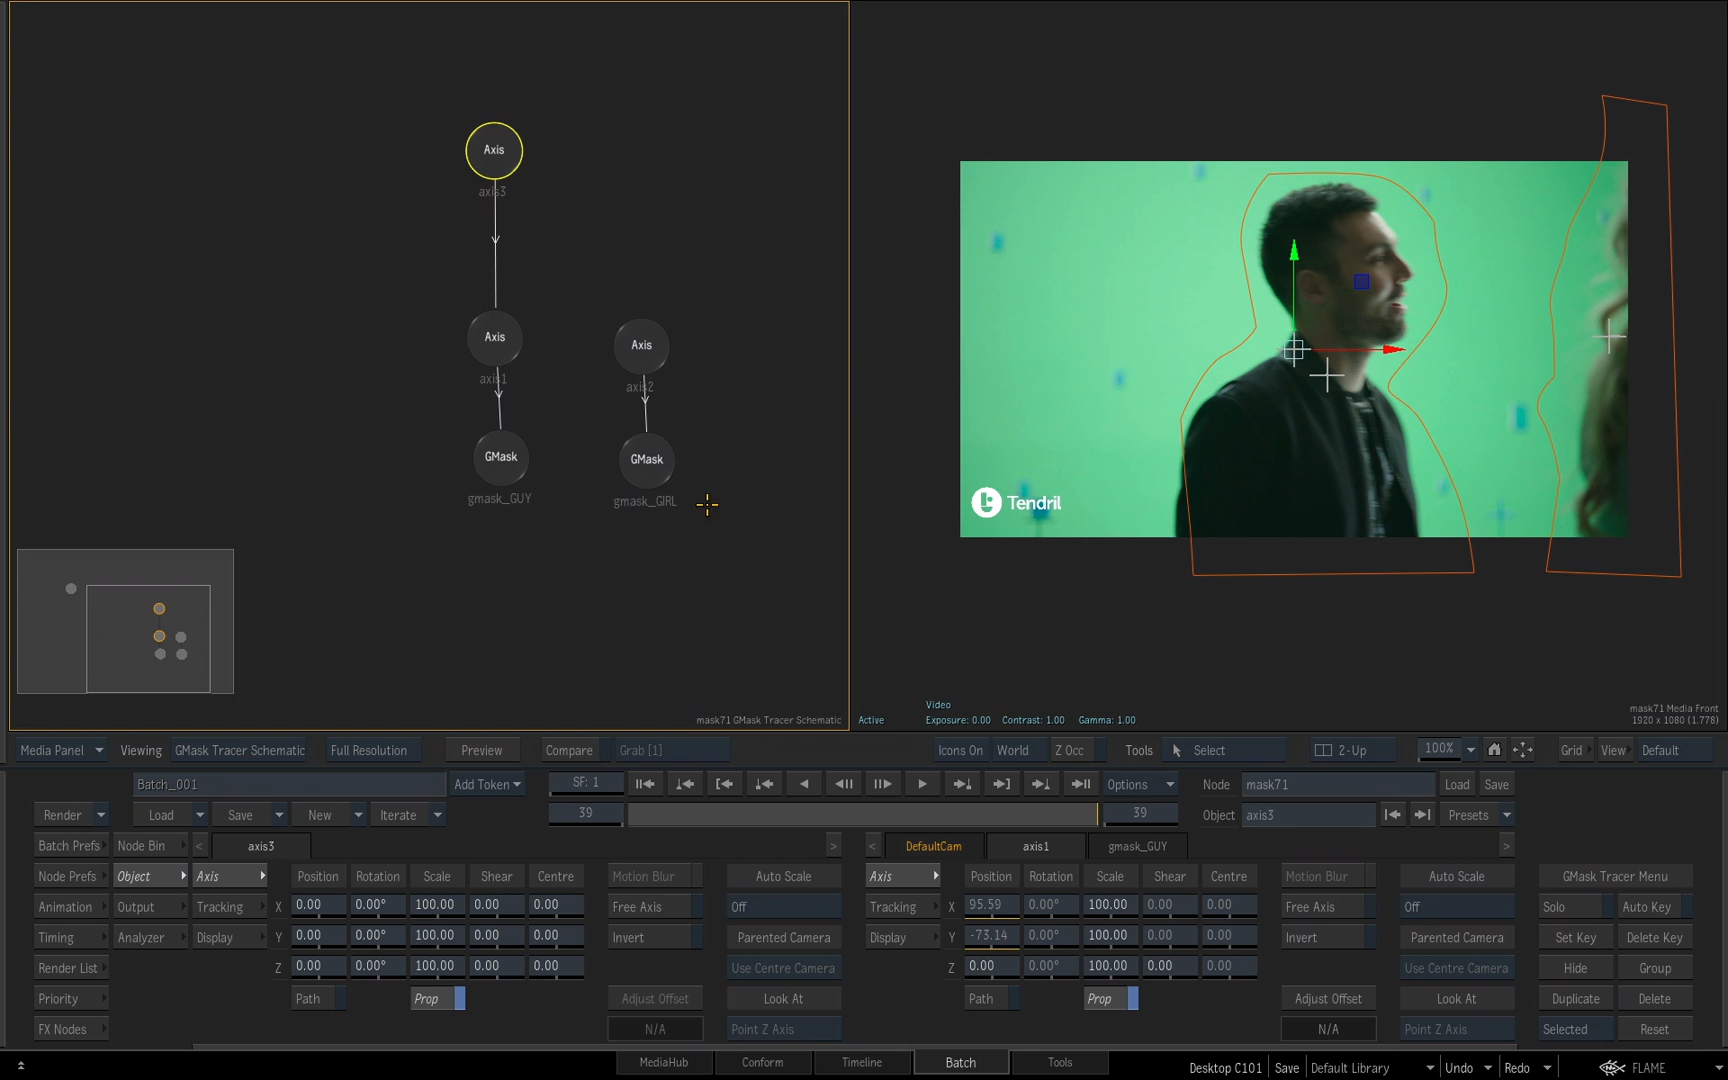 Axis
axis3
Axis
axis1
Axis
axis2
GMask
gmask_GUY
GMask
gmask_GIRL
mask71 GMask Tracer Schematic
Tendril
Active
Video
Exposure: 0.00 Contrast: 1.00 Gamma: 1.00
mask71 Media Front
1920 x 1080 (1.778)
Media Panel Viewing GMask Tracer Schematic Full Resolution Preview Compare Grab [1] Icons On World Z Occ Tools Select 2-Up 100% Grid View Default
Batch_001 Add Token SF: 1 Options Node mask71 Load Save
Render Load Save New Iterate 39 39 Object axis3 Presets
Batch Prefs Node Bin < axis3 > < DefaultCam axis1 gmask_GUY >
Node Prefs Object Axis Position Rotation Scale Shear Centre Motion Blur Auto Scale Axis Position Rotation Scale Shear Centre Motion Blur Auto Scale GMask Tracer Menu
Animation Output Tracking X 0.00 0.00° 100.00 0.00 0.00 Free Axis Off Tracking X 95.59 0.00° 100.00 0.00 0.00 Free Axis Off Solo Auto Key
Timing Analyzer Display Y 0.00 0.00° 100.00 0.00 0.00 Invert Parented Camera Display Y -73.14 0.00° 100.00 0.00 0.00 Invert Parented Camera Set Key Delete Key
Render List Z 0.00 0.00° 100.00 0.00 0.00 Use Centre Camera Z 0.00 0.00° 100.00 0.00 0.00 Use Centre Camera Hide Group
Priority Path Prop Adjust Offset Look At Path Prop Adjust Offset Look At Duplicate Delete
FX Nodes N/A Point Z Axis N/A Point Z Axis Selected Reset
MediaHub Conform Timeline Batch Tools Desktop C101 Save Default Library Undo Redo FLAME